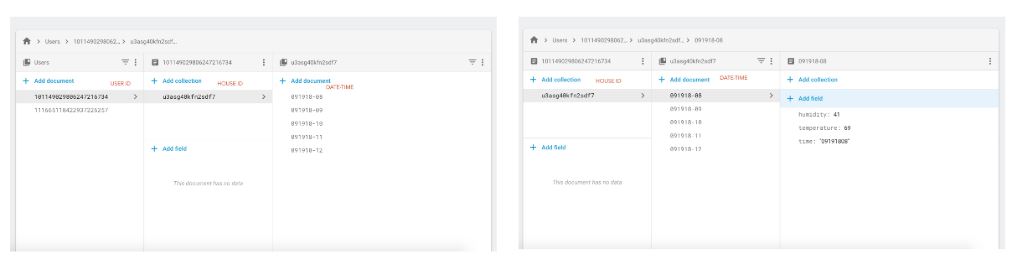 Users > 1011490298062... > u3asg40kfn2sdf...
Users
101149029806247216734
u3asg40kfn2sdf7
+ Add document
USER ID
+ Add collection
HOUSE ID
+ Add document
DATE-TIME
101149029806247216734
u3asg40kfn2sdf7
091918-08
111665118422937226257
091918-09
091918-10
091918-11
091918-12
+ Add field
This document has no data
Users > 1011490298062... > u3asg40kfn2sdf... > 091918-08
101149029806247216734
u3asg40kfn2sdf7
091918-08
+ Add collection
HOUSE ID
+ Add document
DATE-TIME
+ Add collection
u3asg40kfn2sdf7
091918-08
+ Add field
091918-09
humidity: 41
091918-10
temperature: 69
091918-11
time: "09191808"
091918-12
+ Add field
This document has no data